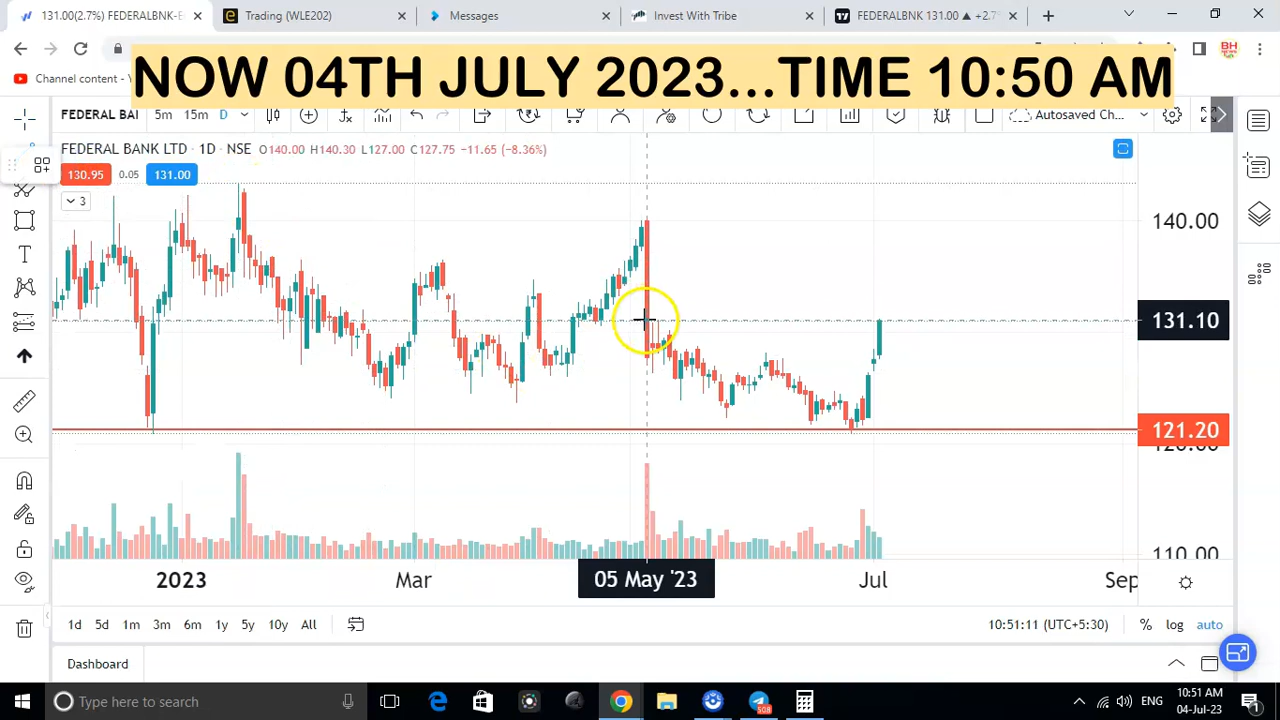 131.00(2.7%) FEDERALBNK-E
Trading (WLE202)
Messages
Invest With Tribe
FEDERALBNK 131.00 ▲ +2.7
NOW 04TH JULY 2023...TIME 10:50 AM
Channel content -
FEDERAL BAI
5m 15m D
Autosaved Cha...
FEDERAL BANK LTD · 1D · NSE O140.00 H140.30 L127.00 C127.75 -11.65 (-8.36%)
130.95 0.05 131.00
3
140.00
131.10
121.20
110.00
2023 Mar 05 May '23 Jul Sep
1d 5d 1m 3m 6m 1y 5y 10y All
10:51:11 (UTC+5:30) % log auto
Dashboard
Type here to search
508
ENG
10:51 AM
04-Jul-23
1